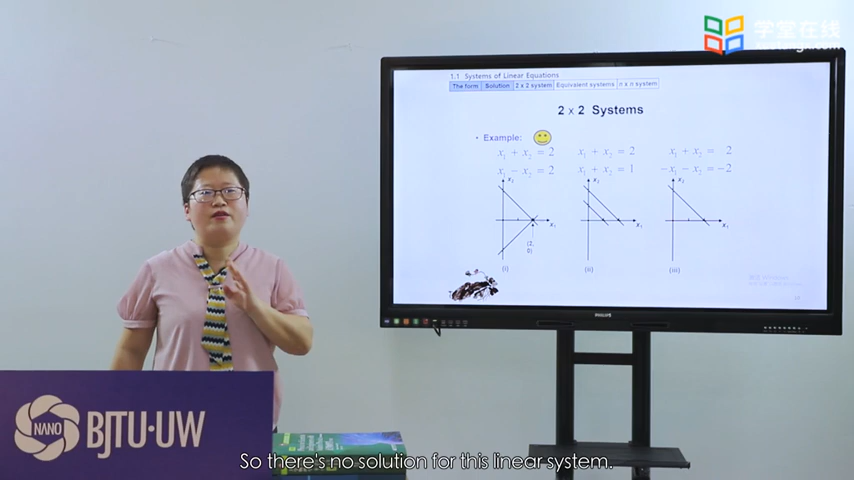 学堂在线
1.1 Systems of Linear Equations
The form Solution 2 x 2 system Equivalent systems n x n system
2 x 2 Systems
• Example:
x₁ + x₂ = 2 x₁ + x₂ = 2 x₁ + x₂ = 2
x₁ - x₂ = 2 x₁ + x₂ = 1 -x₁ - x₂ = -2
x₂ x₂ x₂
x₁ x₁ x₁
(2,
0)
(i) (ii) (iii)
PHILIPS
NANO BJTU·UW
So there's no solution for this linear system.